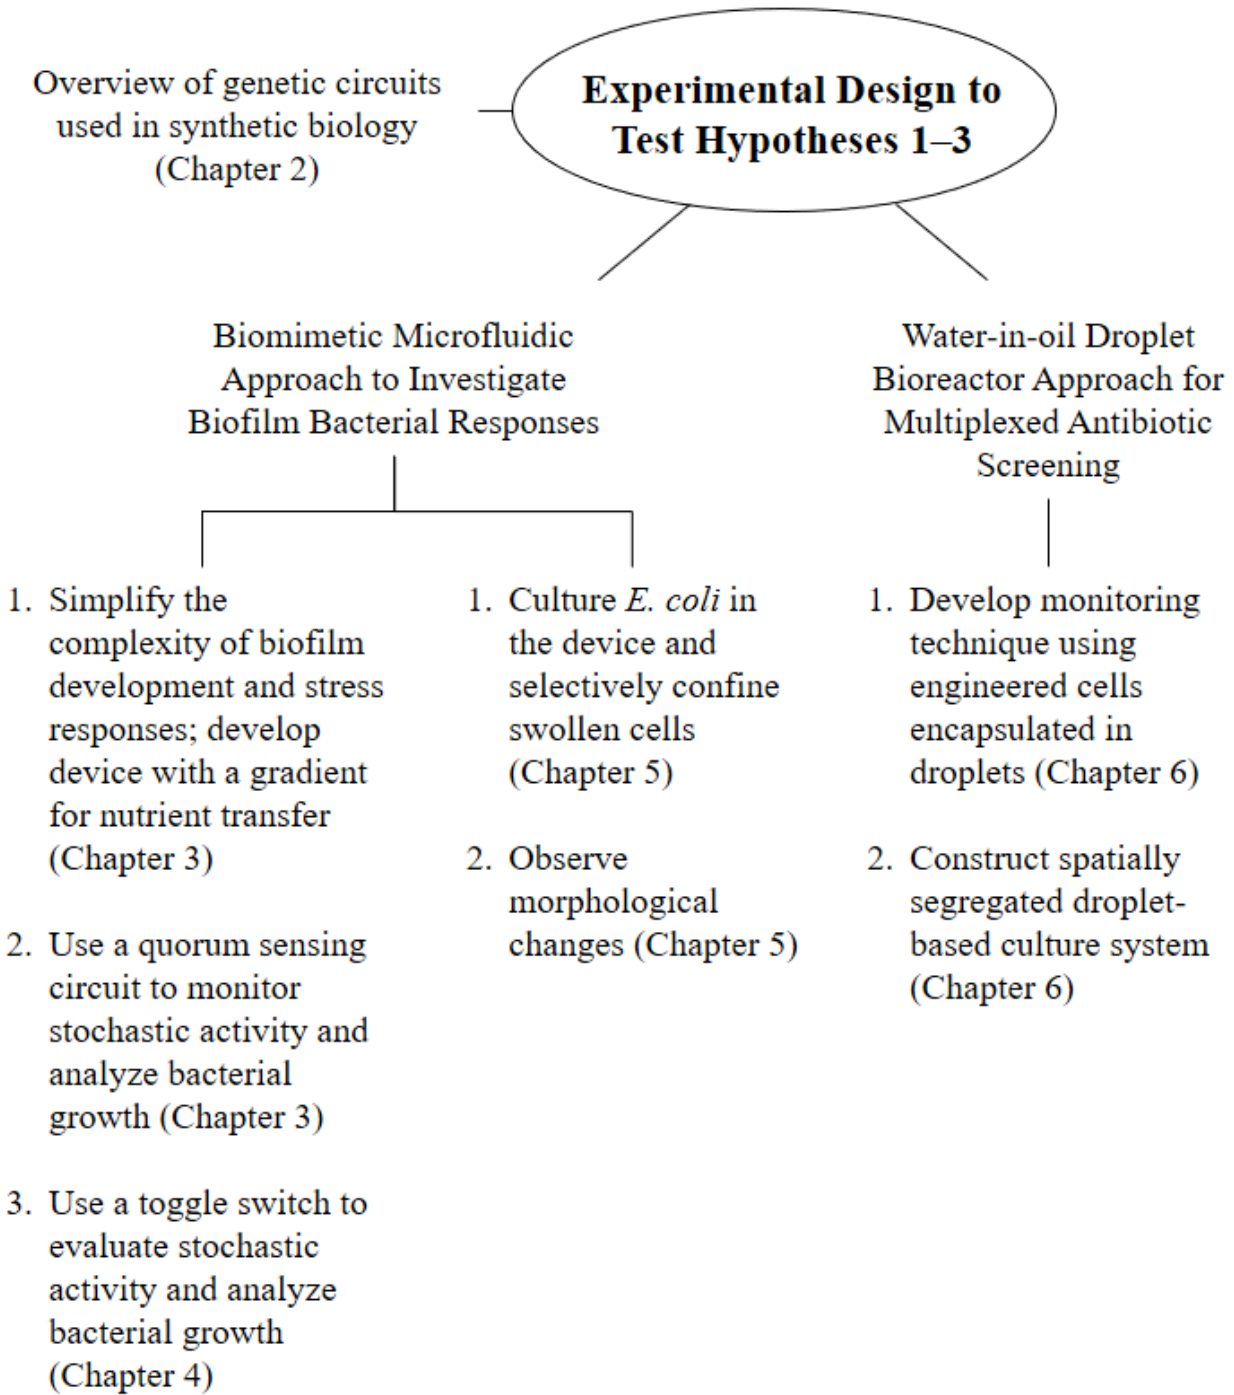 Overview of genetic circuits
used in synthetic biology
(Chapter 2)
Experimental Design to
Test Hypotheses 1–3
Biomimetic Microfluidic
Approach to Investigate
Biofilm Bacterial Responses
Water-in-oil Droplet
Bioreactor Approach for
Multiplexed Antibiotic
Screening
1. Simplify the
complexity of biofilm
development and stress
responses; develop
device with a gradient
for nutrient transfer
(Chapter 3)
2. Use a quorum sensing
circuit to monitor
stochastic activity and
analyze bacterial
growth (Chapter 3)
3. Use a toggle switch to
evaluate stochastic
activity and analyze
bacterial growth
(Chapter 4)
1. Culture E. coli in
the device and
selectively confine
swollen cells
(Chapter 5)
2. Observe
morphological
changes (Chapter 5)
1. Develop monitoring
technique using
engineered cells
encapsulated in
droplets (Chapter 6)
2. Construct spatially
segregated droplet-
based culture system
(Chapter 6)